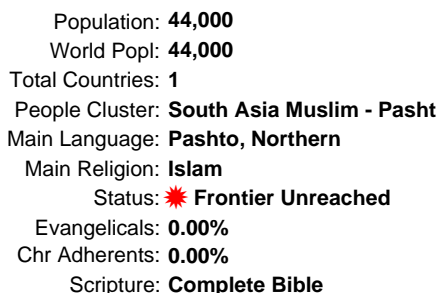 Population: 44,000
World Popl: 44,000
Total Countries: 1
People Cluster: South Asia Muslim - Pasht
Main Language: Pashto, Northern
Main Religion: Islam
Status: Frontier Unreached
Evangelicals: 0.00%
Chr Adherents: 0.00%
Scripture: Complete Bible